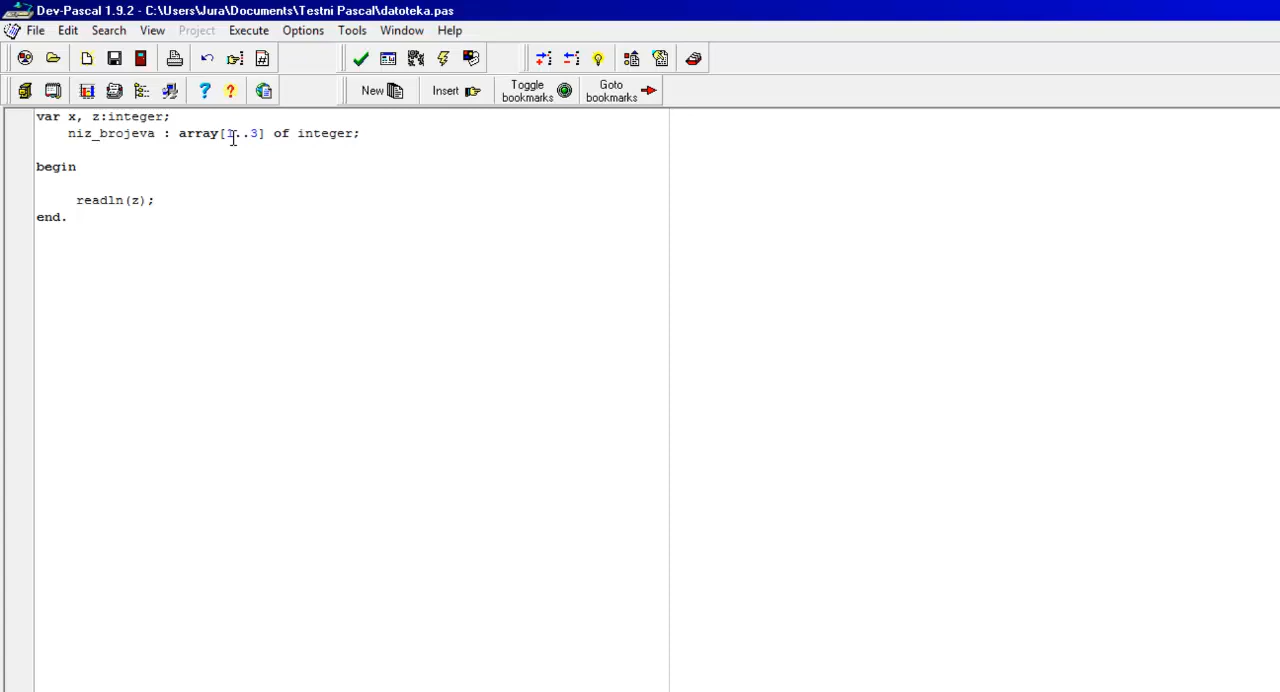 Dev-Pascal 1.9.2 - C:\Users\Jura\Documents\Testni Pascal\datoteka.pas
File Edit Search View Project Execute Options Tools Window Help
New Insert Toggle bookmarks Goto bookmarks
var x, z:integer;
niz_brojeva : array[1..3] of integer;
begin
readln(z);
end.